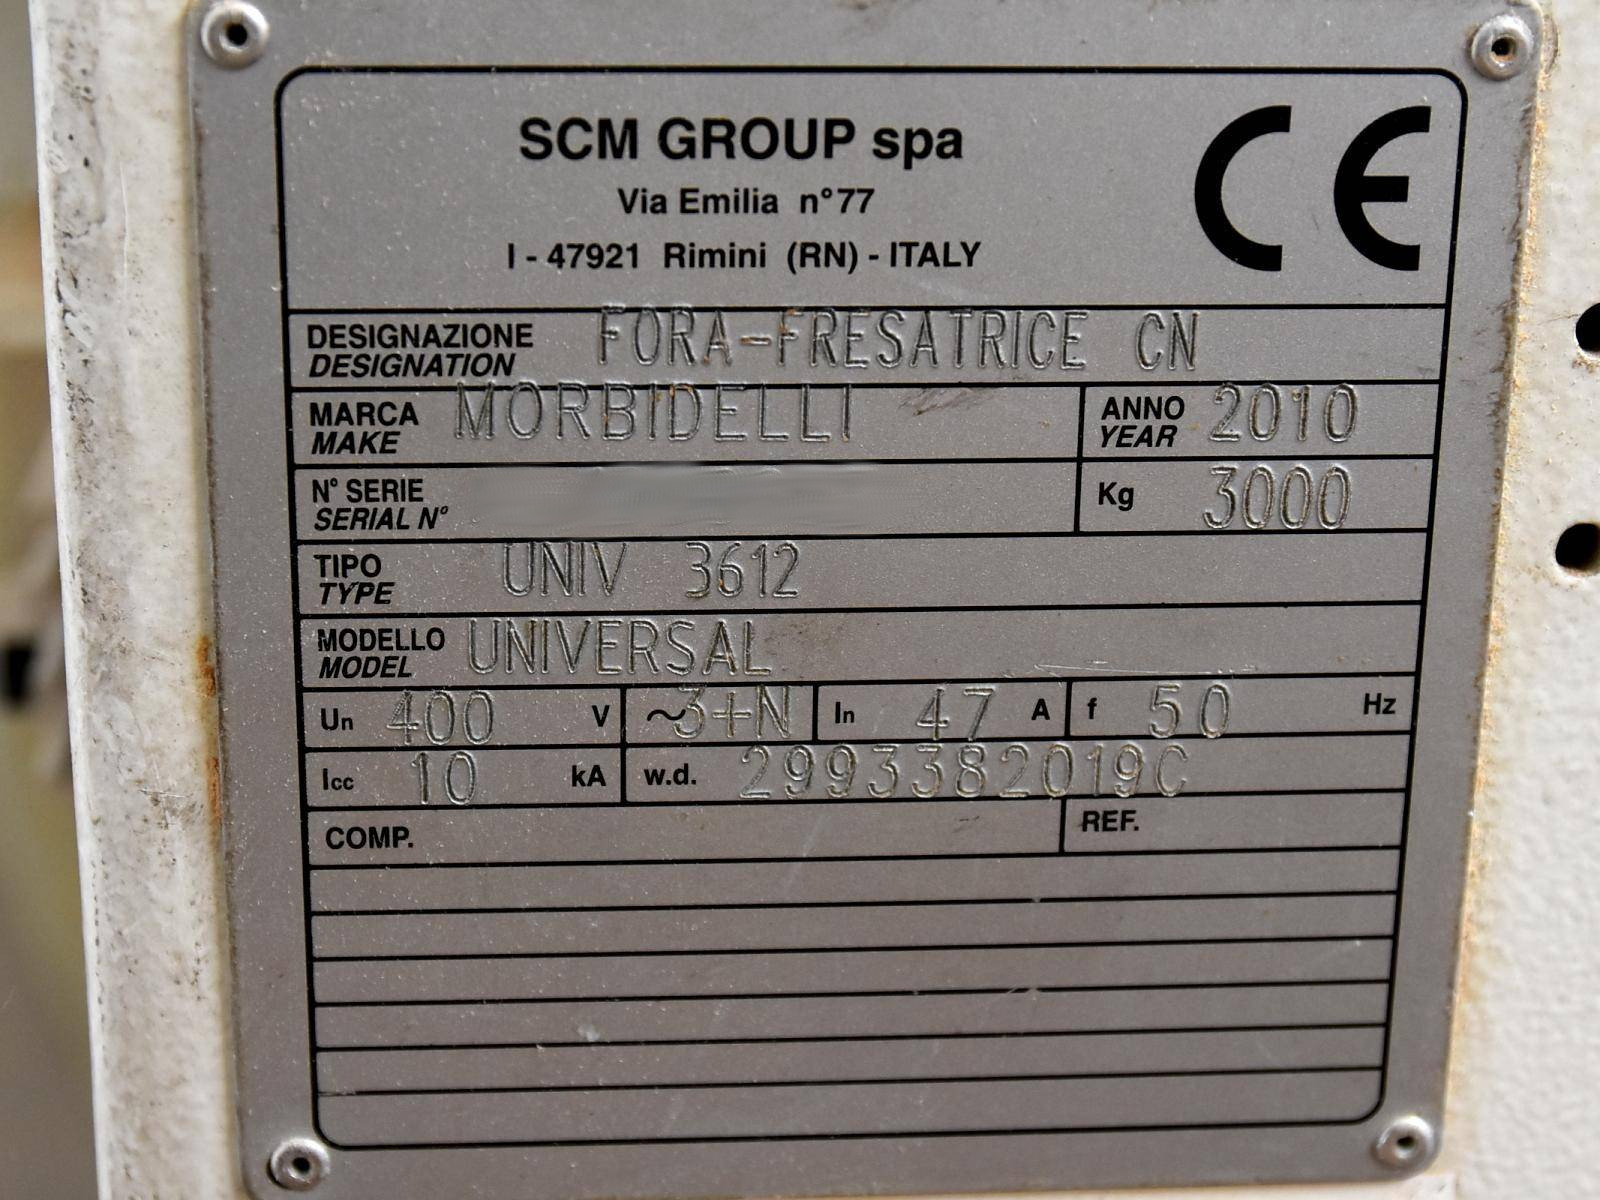 SCM GROUP spa
CE
Via Emilia n°77
I - 47921 Rimini (RN) - ITALY
DESIGNAZIONE FORA-FRESATRICE CN
DESIGNATION
MARCA MORBIDELLI ANNO 2010
MAKE YEAR
N° SERIE Kg 3000
SERIAL N°
TIPO UNIV 3612
TYPE
MODELLO UNIVERSAL
MODEL
Un 400 V ~3+N In 47 A f 50 Hz
Icc 10 kA w.d. 2993382019C
COMP. REF.